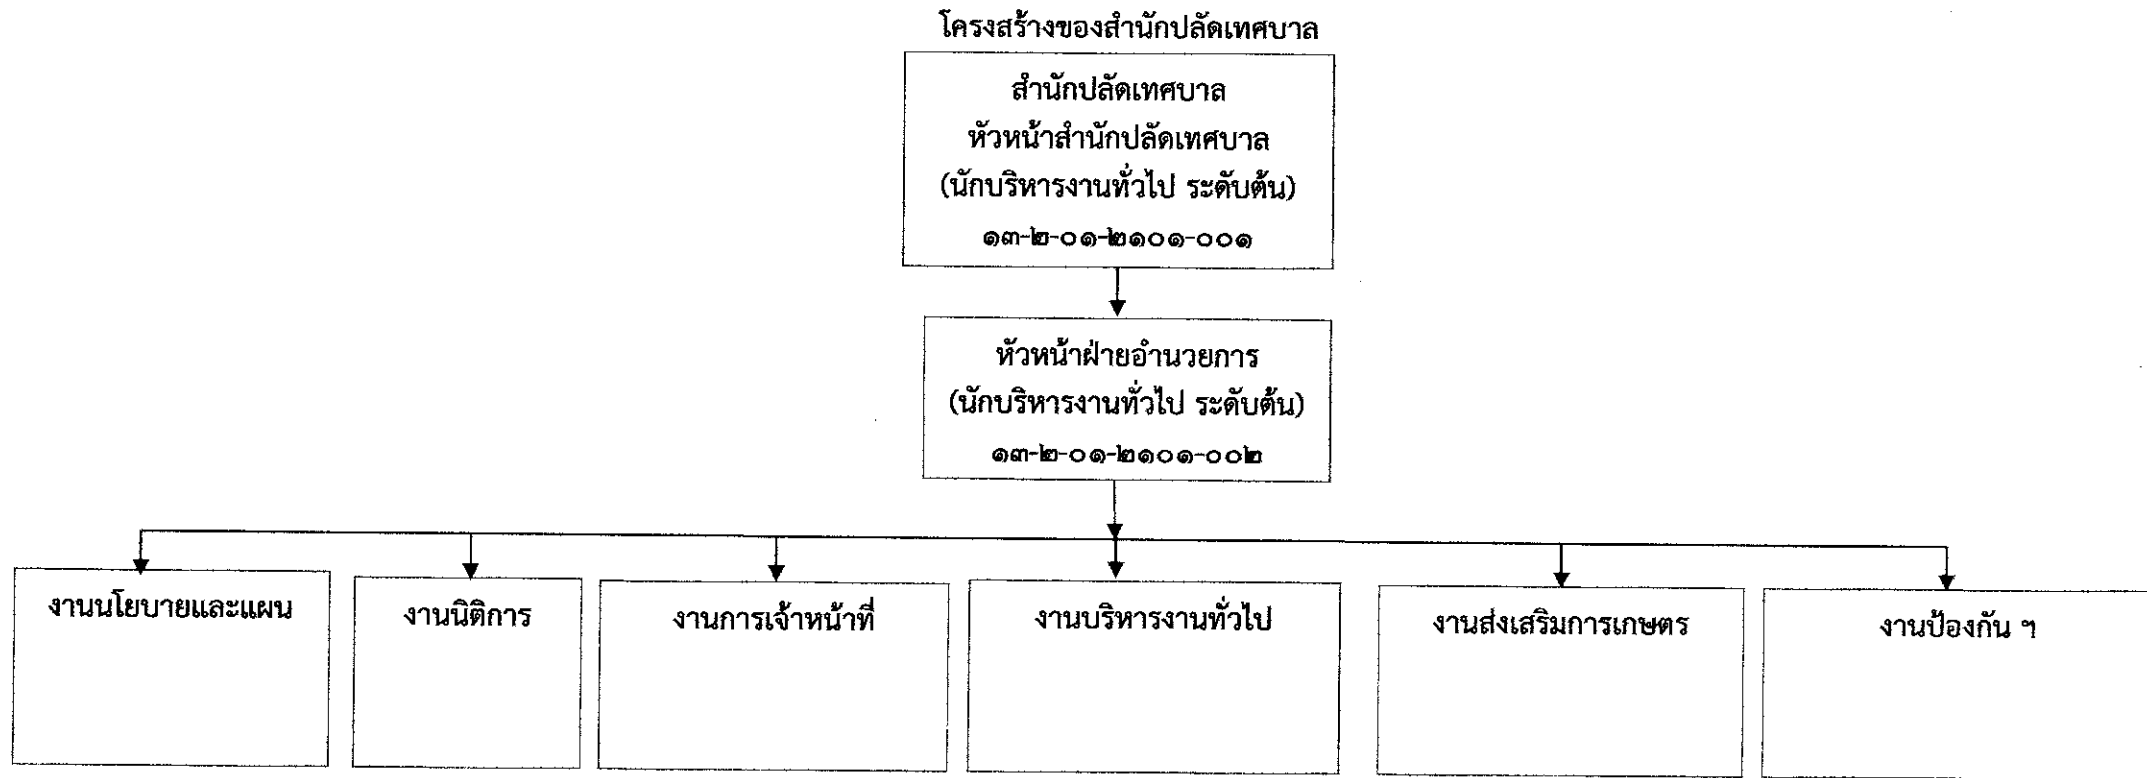 โครงสร้างของสำนักปลัดเทศบาล
สำนักปลัดเทศบาล
หัวหน้าสำนักปลัดเทศบาล
(นักบริหารงานทั่วไป ระดับต้น)
๑๓-๒-๐๑-๒๑๐๑-๐๐๑
หัวหน้าฝ่ายอำนวยการ
(นักบริหารงานทั่วไป ระดับต้น)
๑๓-๒-๐๑-๒๑๐๑-๐๐๒
งานนโยบายและแผน
งานนิติการ
งานการเจ้าหน้าที่
งานบริหารงานทั่วไป
งานส่งเสริมการเกษตร
งานป้องกัน ฯ